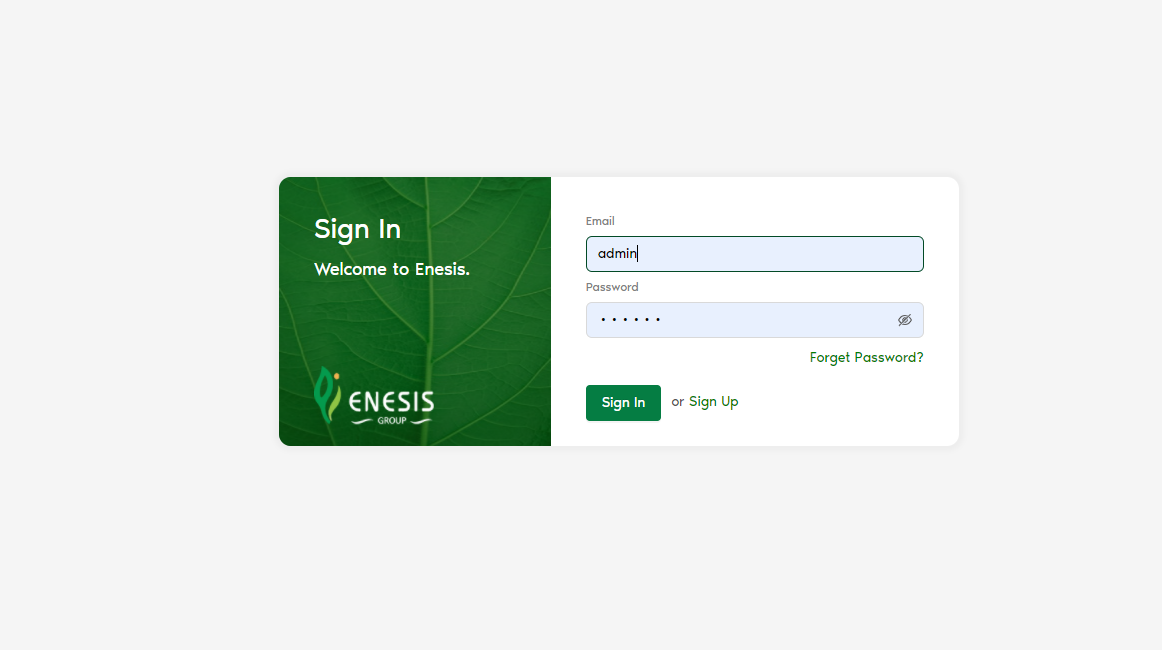 Sign In
Welcome to Enesis.
ENESIS
GROUP
Email
admin
Password
••••••
Forget Password?
Sign In or Sign Up